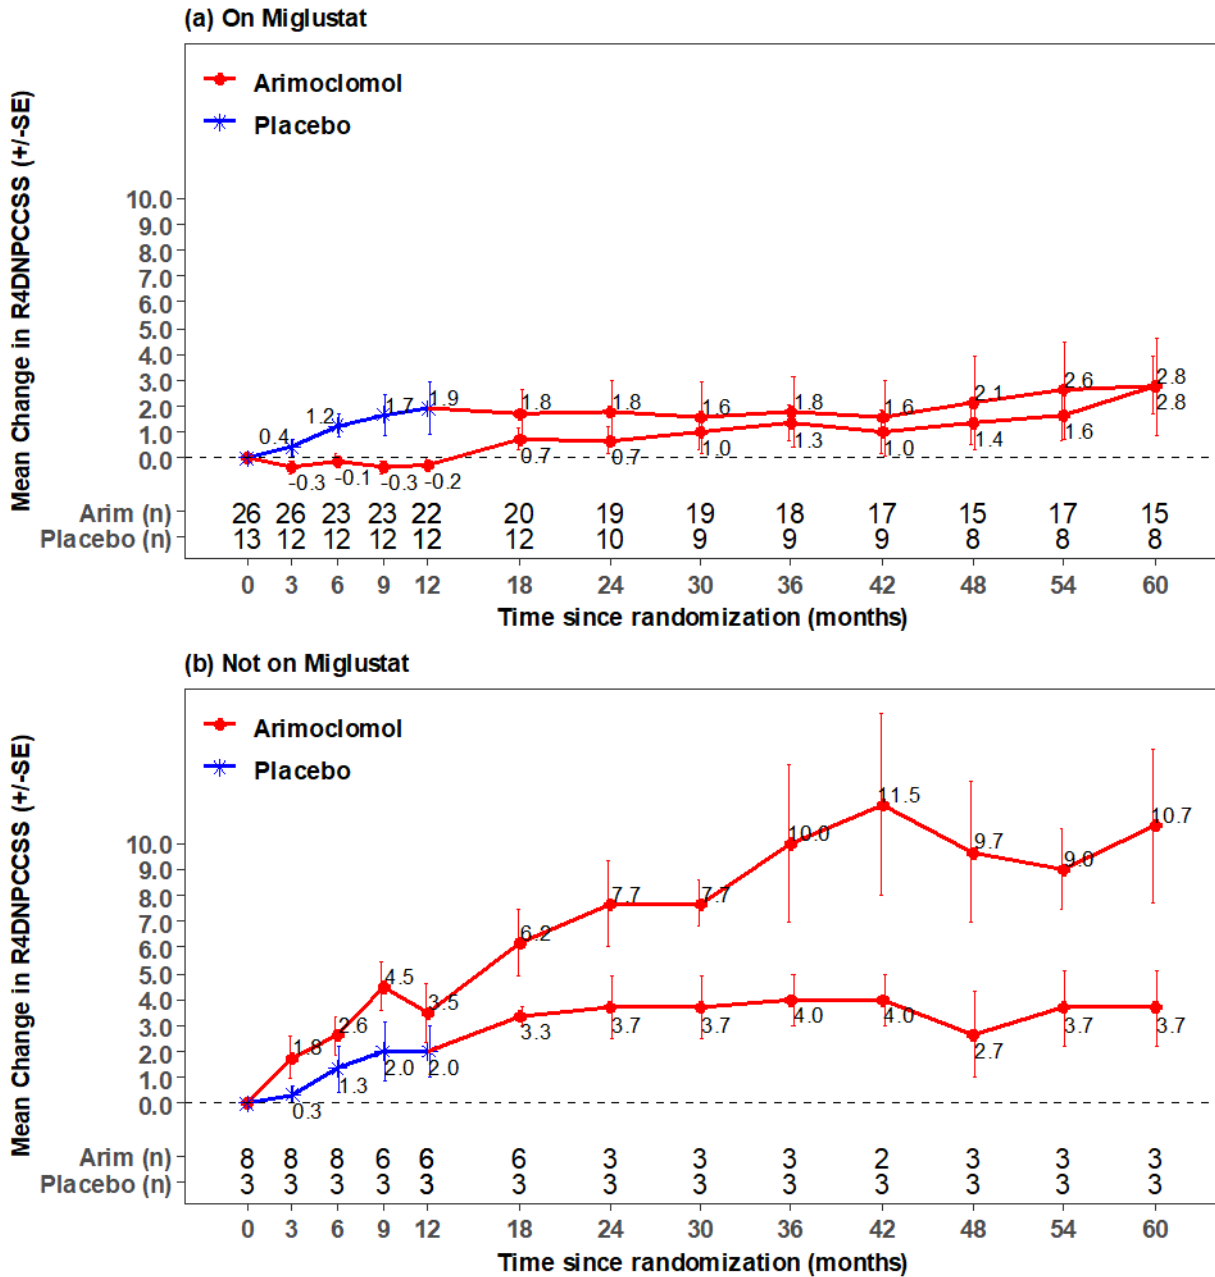 (a) On Miglustat
Arimoclomol
Placebo
Mean Change in R4DNPCCSS (+/-SE)
10.0
9.0
8.0
7.0
6.0
5.0
4.0
3.0
2.0
1.0
0.0
0.4 1.2 1.7 1.9 1.8 1.8 1.6 1.8 1.6 2.1 2.6 2.8
-0.3 -0.1 -0.3 -0.2 0.7 0.7 1.0 1.3 1.0 1.4 1.6 2.8
Arim (n) 26 26 23 23 22 20 19 19 18 17 15 17 15
Placebo (n) 13 12 12 12 12 12 10 9 9 9 8 8 8
0 3 6 9 12 18 24 30 36 42 48 54 60
Time since randomization (months)
(b) Not on Miglustat
Arimoclomol
Placebo
Mean Change in R4DNPCCSS (+/-SE)
10.0
9.0
8.0
7.0
6.0
5.0
4.0
3.0
2.0
1.0
0.0
1.8 2.6 4.5 3.5 6.2 7.7 7.7 10.0 11.5 9.7 9.0 10.7
0.3 1.3 2.0 2.0 3.3 3.7 3.7 4.0 4.0 2.7 3.7 3.7
Arim (n) 8 8 8 6 6 6 3 3 3 2 3 3 3
Placebo (n) 3 3 3 3 3 3 3 3 3 3 3 3 3
0 3 6 9 12 18 24 30 36 42 48 54 60
Time since randomization (months)